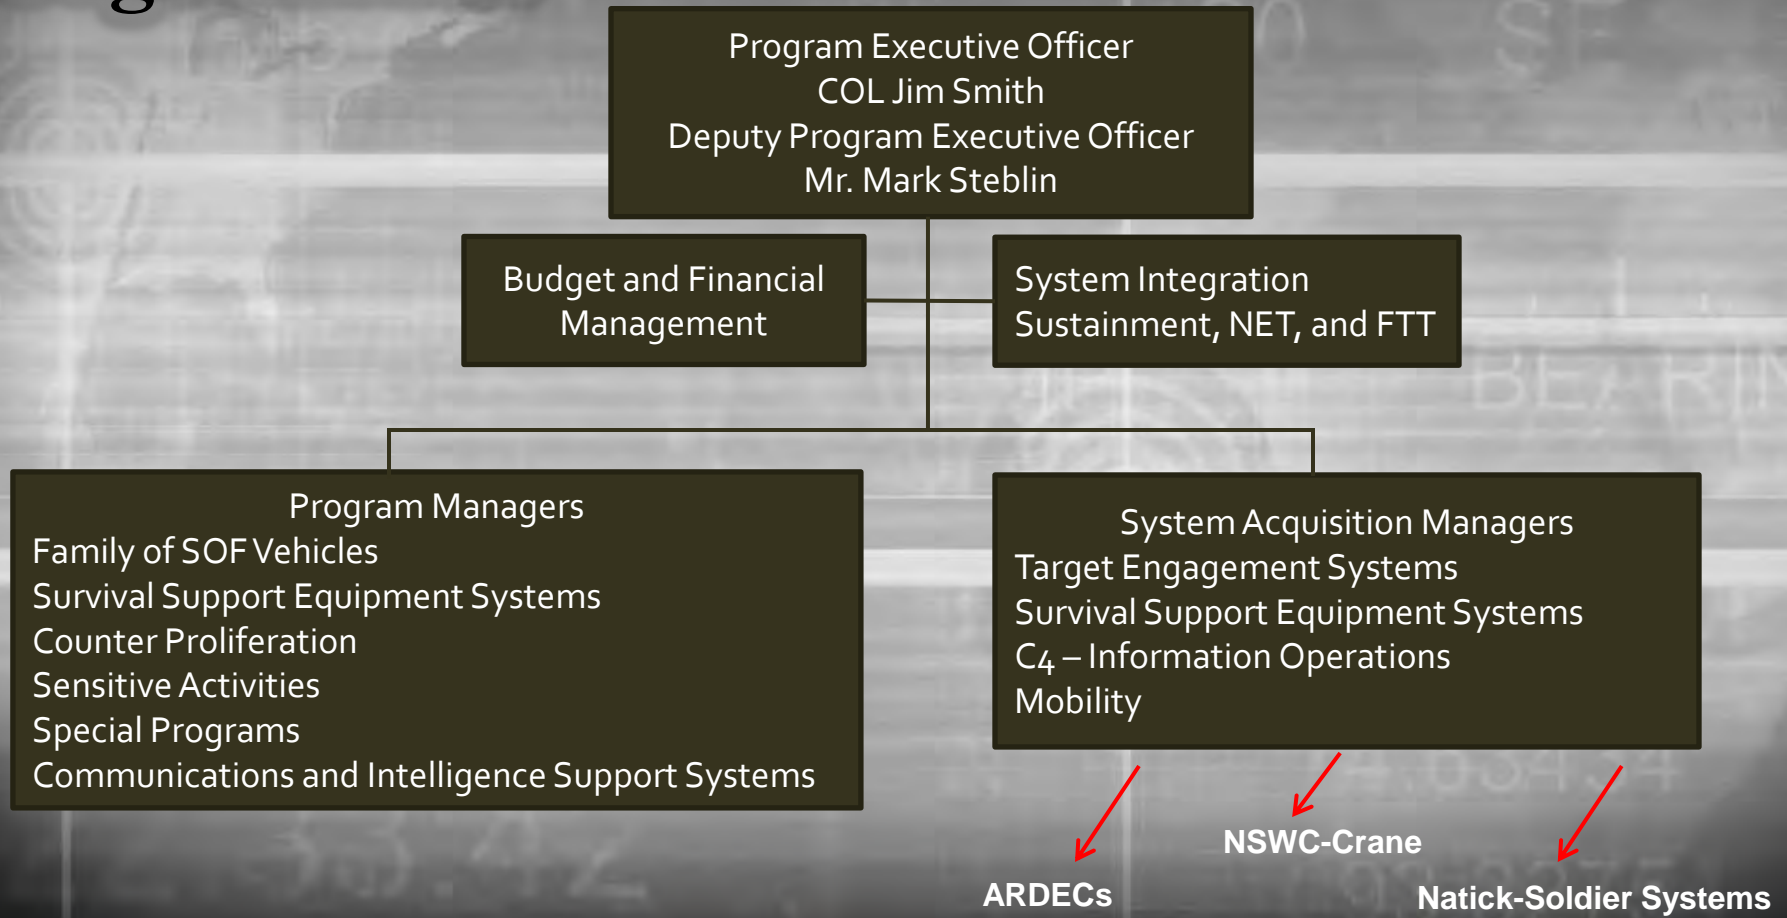 Program Executive Officer
COL Jim Smith
Deputy Program Executive Officer
Mr. Mark Steblin
Budget and Financial
Management
System Integration
Sustainment, NET, and FTT
Program Managers
Family of SOF Vehicles
Survival Support Equipment Systems
Counter Proliferation
Sensitive Activities
Special Programs
Communications and Intelligence Support Systems
System Acquisition Managers
Target Engagement Systems
Survival Support Equipment Systems
C4 – Information Operations
Mobility
NSWC-Crane
ARDECs
Natick-Soldier Systems